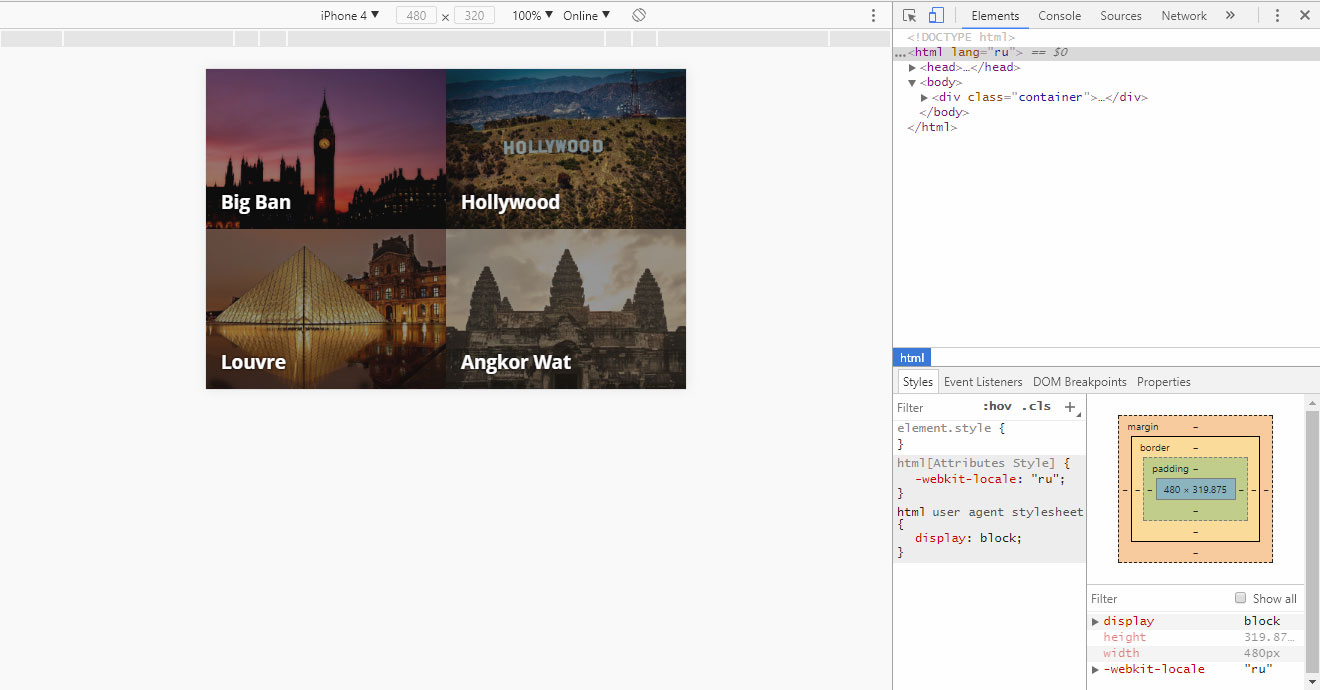 iPhone 4 ▼ 480 × 320 100% ▼ Online ▼
Elements Console Sources Network »
<!DOCTYPE html>
…<html lang="ru"> == $0
▶<head>…</head>
▼<body>
▶<div class="container">…</div>
</body>
</html>
HOLLYWOOD
Big Ban
Hollywood
Louvre
Angkor Wat
html
Styles Event Listeners DOM Breakpoints Properties
Filter :hov .cls +
element.style {
}
html[Attributes Style] {
-webkit-locale: "ru";
}
html user agent stylesheet
{
display: block;
}
margin –
border –
padding –
– – – 480 × 319.875 – – –
–
–
–
Filter Show all
▶ display block
height 319.87…
width 480px
▶ -webkit-locale "ru"